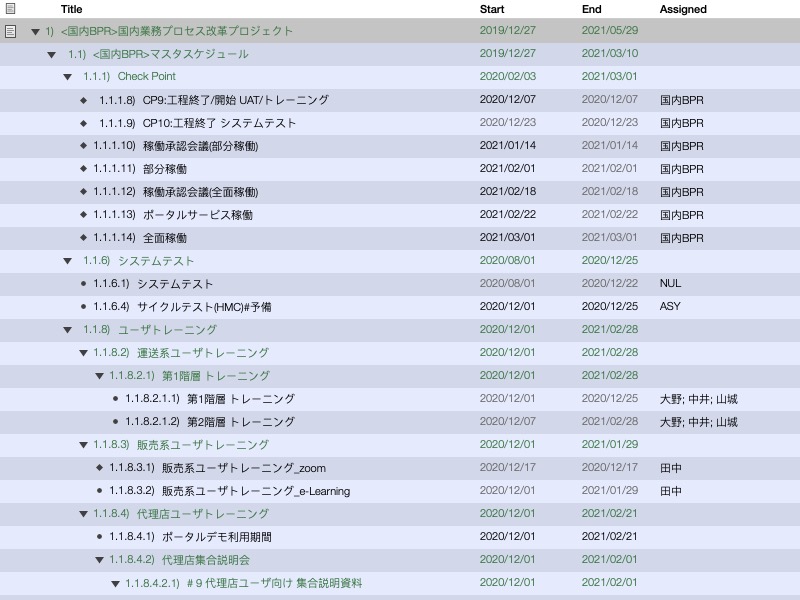 Title Start End Assigned
1) <国内BPR>国内業務プロセス改革プロジェクト 2019/12/27 2021/05/29
1.1) <国内BPR>マスタスケジュール 2019/12/27 2021/03/10
1.1.1) Check Point 2020/02/03 2021/03/01
1.1.1.8) CP9:工程終了/開始 UAT/トレーニング 2020/12/07 2020/12/07 国内BPR
1.1.1.9) CP10:工程終了 システムテスト 2020/12/23 2020/12/23 国内BPR
1.1.1.10) 稼働承認会議(部分稼働) 2021/01/14 2021/01/14 国内BPR
1.1.1.11) 部分稼働 2021/02/01 2021/02/01 国内BPR
1.1.1.12) 稼働承認会議(全面稼働) 2021/02/18 2021/02/18 国内BPR
1.1.1.13) ポータルサービス稼働 2021/02/22 2021/02/22 国内BPR
1.1.1.14) 全面稼働 2021/03/01 2021/03/01 国内BPR
1.1.6) システムテスト 2020/08/01 2020/12/25
1.1.6.1) システムテスト 2020/08/01 2020/12/22 NUL
1.1.6.4) サイクルテスト(HMC)#予備 2020/12/01 2020/12/25 ASY
1.1.8) ユーザトレーニング 2020/12/01 2021/02/28
1.1.8.2) 運送系ユーザトレーニング 2020/12/01 2021/02/28
1.1.8.2.1) 第1階層 トレーニング 2020/12/01 2021/02/28
1.1.8.2.1.1) 第1階層 トレーニング 2020/12/01 2020/12/25 大野; 中井; 山城
1.1.8.2.1.2) 第2階層 トレーニング 2020/12/07 2021/02/28 大野; 中井; 山城
1.1.8.3) 販売系ユーザトレーニング 2020/12/01 2021/01/29
1.1.8.3.1) 販売系ユーザトレーニング_zoom 2020/12/17 2020/12/17 田中
1.1.8.3.2) 販売系ユーザトレーニング_e-Learning 2020/12/01 2021/01/29 田中
1.1.8.4) 代理店ユーザトレーニング 2020/12/01 2021/02/21
1.1.8.4.1) ポータルデモ利用期間 2020/12/01 2021/02/21
1.1.8.4.2) 代理店集合説明会 2020/12/01 2021/02/01
1.1.8.4.2.1) #９代理店ユーザ向け 集合説明資料 2020/12/01 2021/02/01